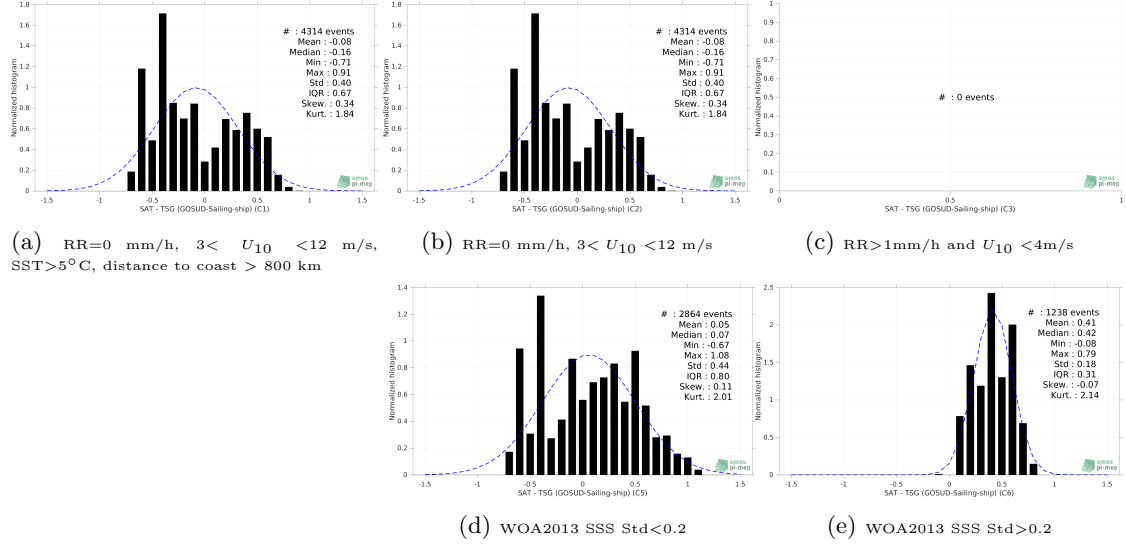 1.8
1.6
1.4
1.2
1
0.8
0.6
0.4
0.2
0
Normalized histogram
# : 4314 events
Mean : -0.08
Median : -0.16
Min : -0.71
Max : 0.91
Std : 0.40
IQR : 0.67
Skew. : 0.34
Kurt. : 1.84
smos
pi-mep
-1.5 -1 -0.5 0 0.5 1 1.5
SAT - TSG (GOSUD-Sailing-ship) (C1)
(a) RR=0 mm/h, 3< U10 <12 m/s,
SST>5°C, distance to coast > 800 km
1.8
1.6
1.4
1.2
1
0.8
0.6
0.4
0.2
0
Normalized histogram
# : 4314 events
Mean : -0.08
Median : -0.16
Min : -0.71
Max : 0.91
Std : 0.40
IQR : 0.67
Skew. : 0.34
Kurt. : 1.84
smos
pi-mep
-1.5 -1 -0.5 0 0.5 1 1.5
SAT - TSG (GOSUD-Sailing-ship) (C2)
(b) RR=0 mm/h, 3< U10 <12 m/s
1
0.9
0.8
0.7
0.6
0.5
0.4
0.3
0.2
0.1
0
Normalized histogram
# : 0 events
smos
pi-mep
0 0.5 1
SAT - TSG (GOSUD-Sailing-ship) (C3)
(c) RR>1mm/h and U10 <4m/s
1.4
1.2
1
0.8
0.6
0.4
0.2
0
Normalized histogram
# : 2864 events
Mean : 0.05
Median : 0.07
Min : -0.67
Max : 1.08
Std : 0.44
IQR : 0.80
Skew. : 0.11
Kurt. : 2.01
smos
pi-mep
-1.5 -1 -0.5 0 0.5 1 1.5
SAT - TSG (GOSUD-Sailing-ship) (C5)
(d) WOA2013 SSS Std<0.2
2.5
2
1.5
1
0.5
0
Normalized histogram
# : 1238 events
Mean : 0.41
Median : 0.42
Min : -0.08
Max : 0.79
Std : 0.18
IQR : 0.31
Skew. : -0.07
Kurt. : 2.14
smos
pi-mep
-1.5 -1 -0.5 0 0.5 1 1.5
SAT - TSG (GOSUD-Sailing-ship) (C6)
(e) WOA2013 SSS Std>0.2